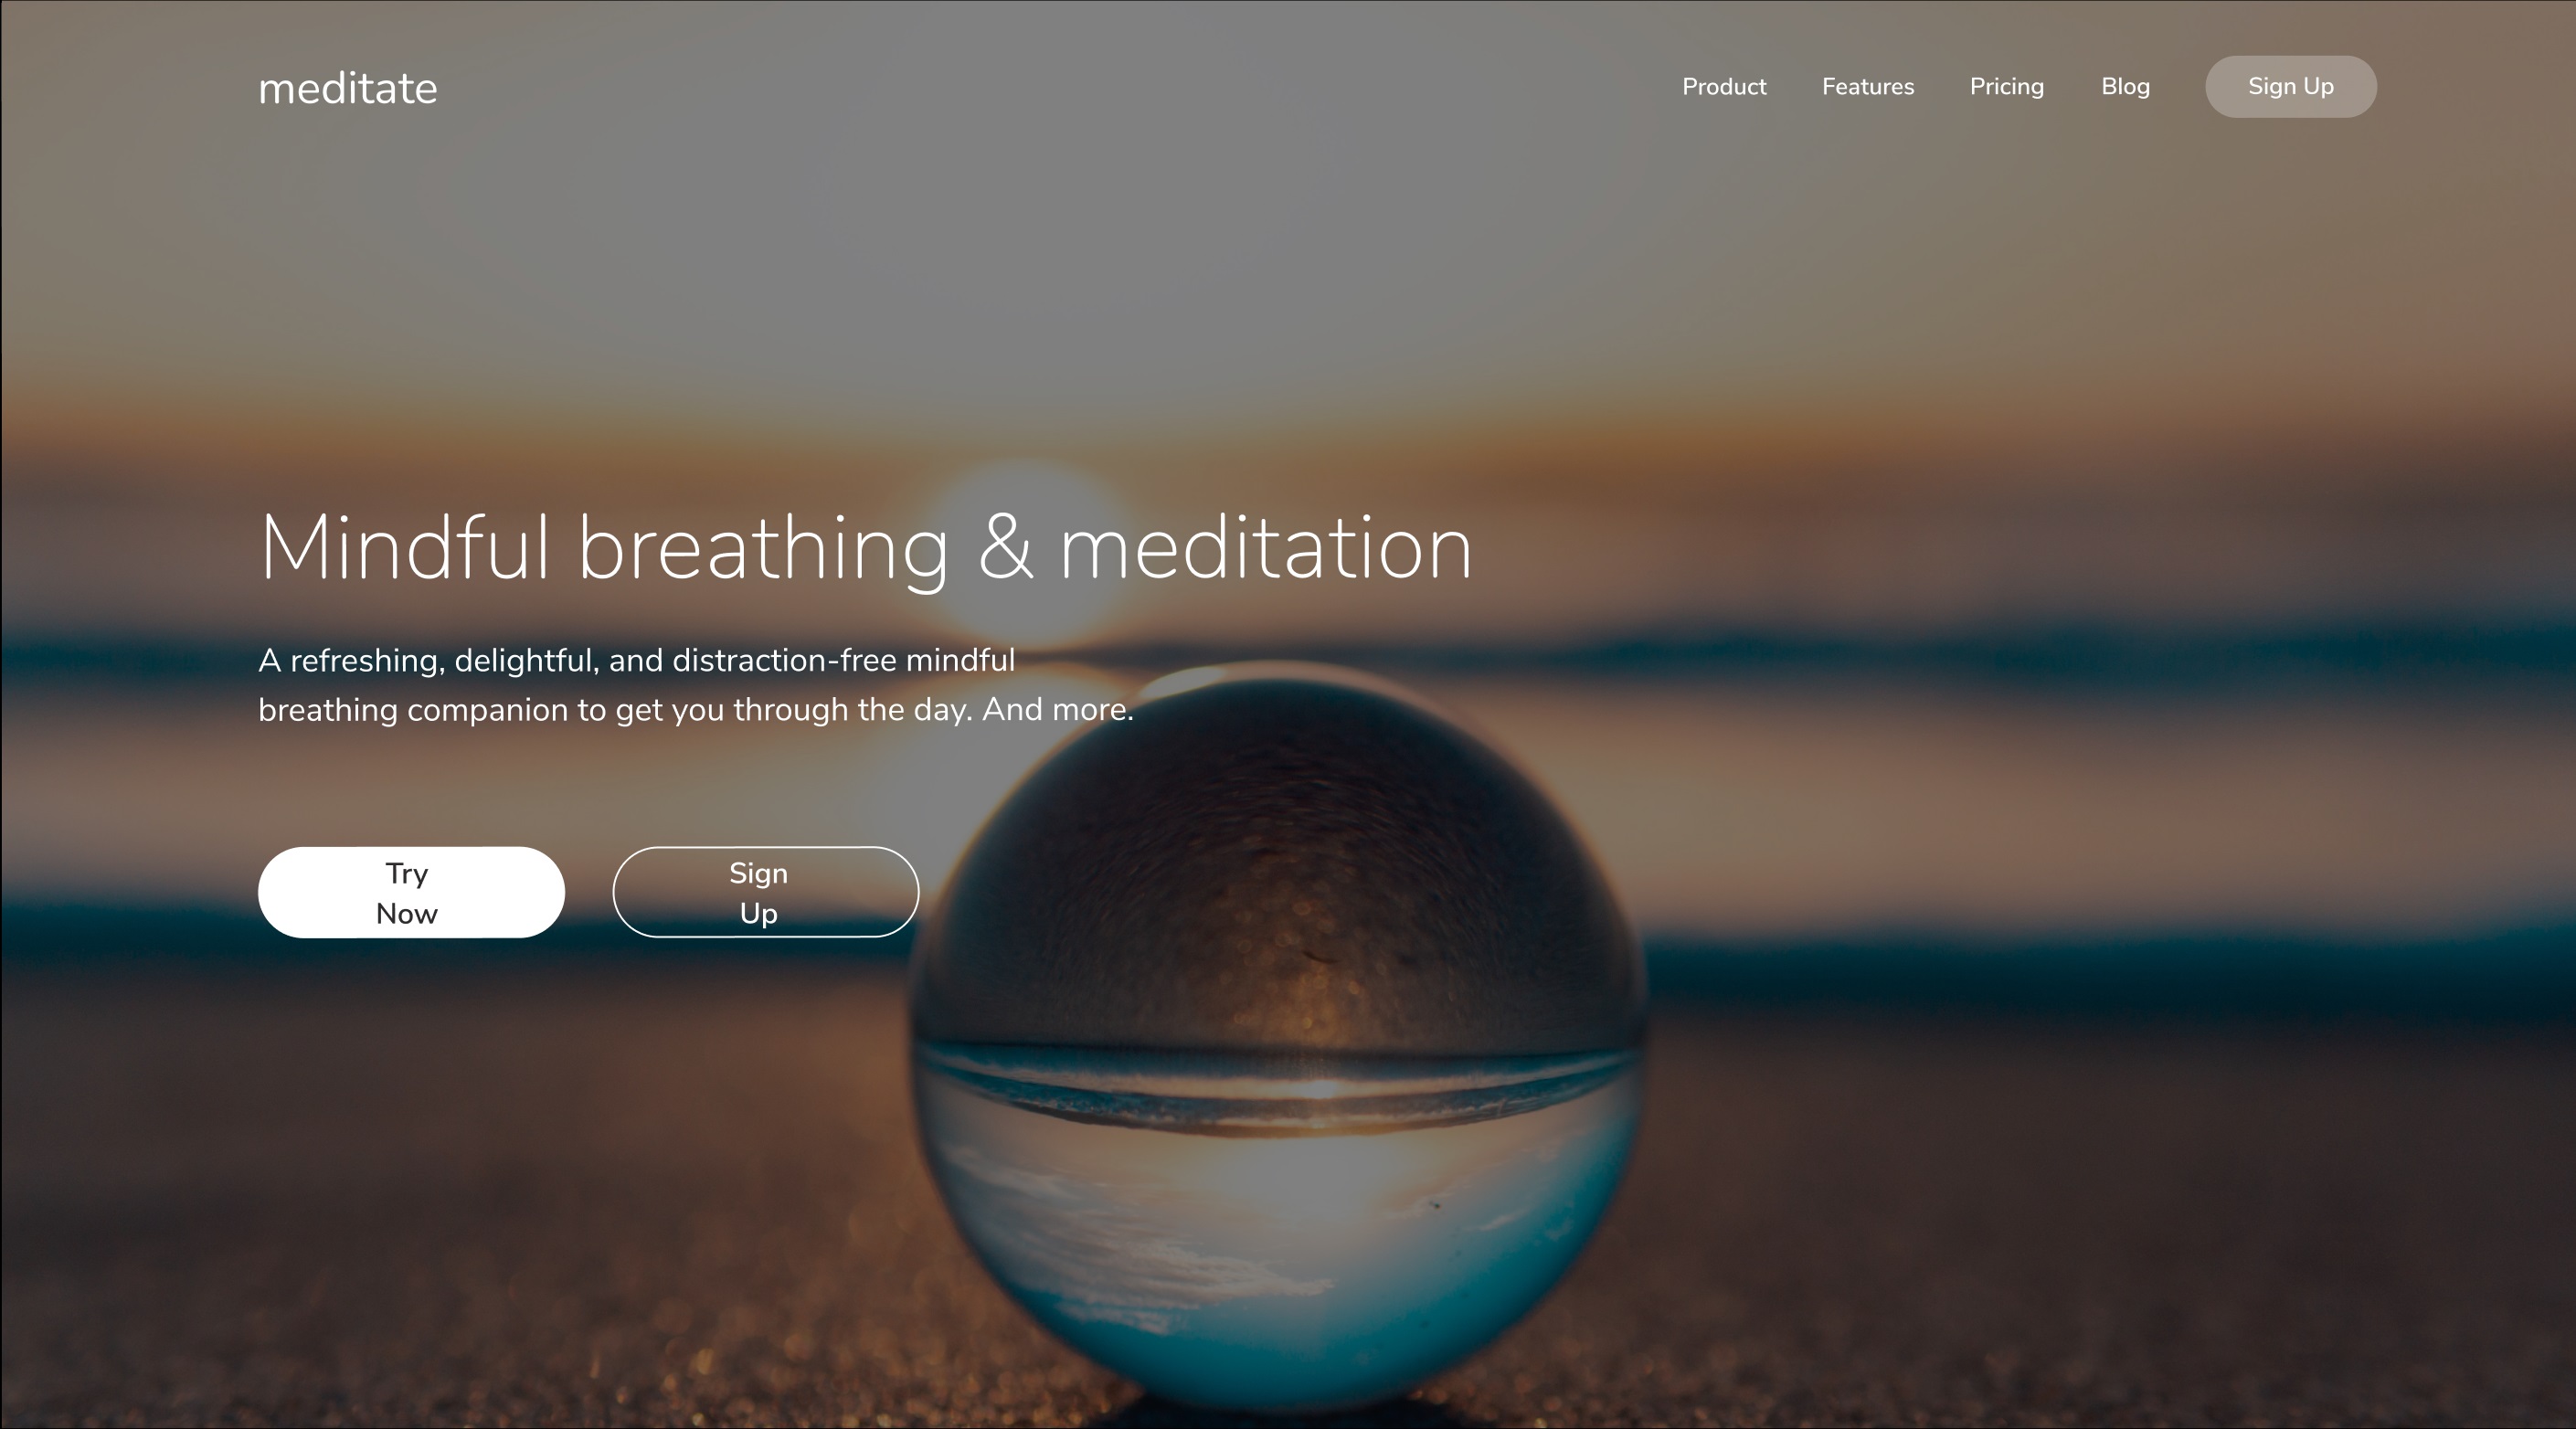 meditate
Product Features Pricing Blog Sign Up
Mindful breathing & meditation
A refreshing, delightful, and distraction-free mindful
breathing companion to get you through the day. And more.
Try
Now
Sign
Up